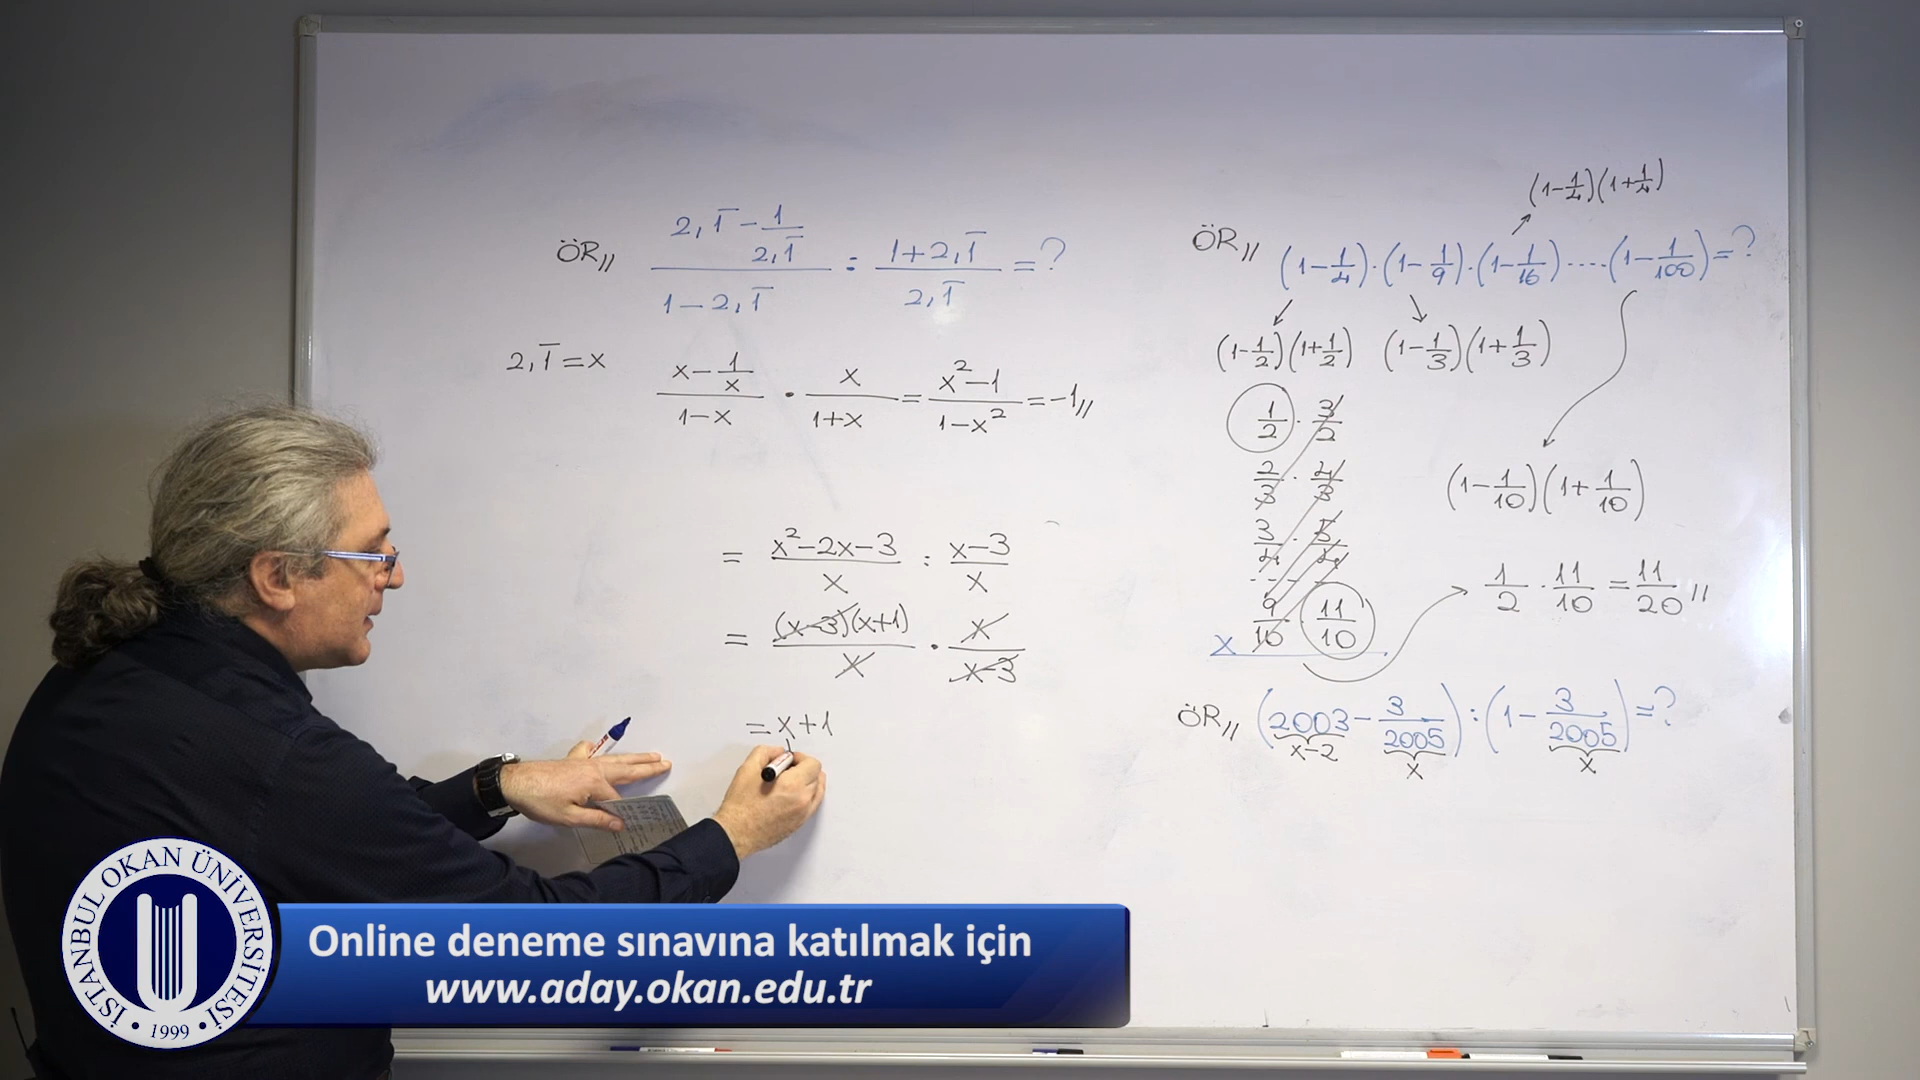 ÖR// (2,1̅ - 1/2,1̅)/(1 - 2,1̅) : (1 + 2,1̅)/2,1̅ = ?
2,1̅ = x
(x - 1/x)/(1 - x) · x/(1 + x) = (x² - 1)/(1 - x²) = -1//
= (x² - 2x - 3)/x : (x - 3)/x
= (x - 3)(x + 1)/x · x/(x - 3)
= x + 1
(1 - 1/4)(1 + 1/4)
ÖR// (1 - 1/4) · (1 - 1/9) · (1 - 1/16) ····· (1 - 1/100) = ?
(1 - 1/2)(1 + 1/2) (1 - 1/3)(1 + 1/3)
1/2 · 3/2
2/3 · 4/3
(1 - 1/10)(1 + 1/10)
3/4 · 5/4
- - - -
9/10 · 11/10
x
1/2 · 11/10 = 11/20 //
ÖR// (2003 - 3/2005) : (1 - 3/2005) = ?
x - 2 x x
Online deneme sınavına katılmak için
www.aday.okan.edu.tr
İSTANBUL OKAN ÜNİVERSİTESİ
• 1999 •